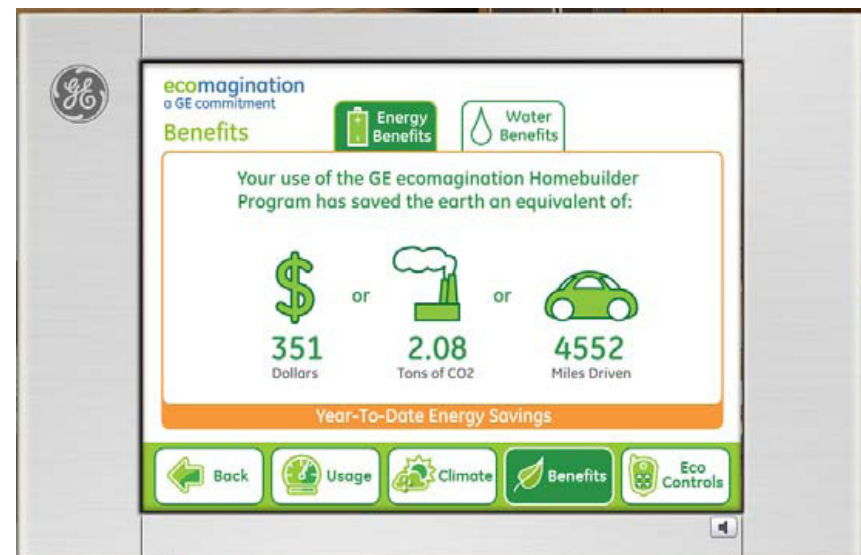 GE
ecomagination
a GE commitment
Benefits
Energy
Benefits
Water
Benefits
Your use of the GE ecomagination Homebuilder
Program has saved the earth an equivalent of:
$
or
or
351
2.08
4552
Dollars
Tons of CO2
Miles Driven
Year-To-Date Energy Savings
Back
Usage
Climate
Benefits
Eco
Controls